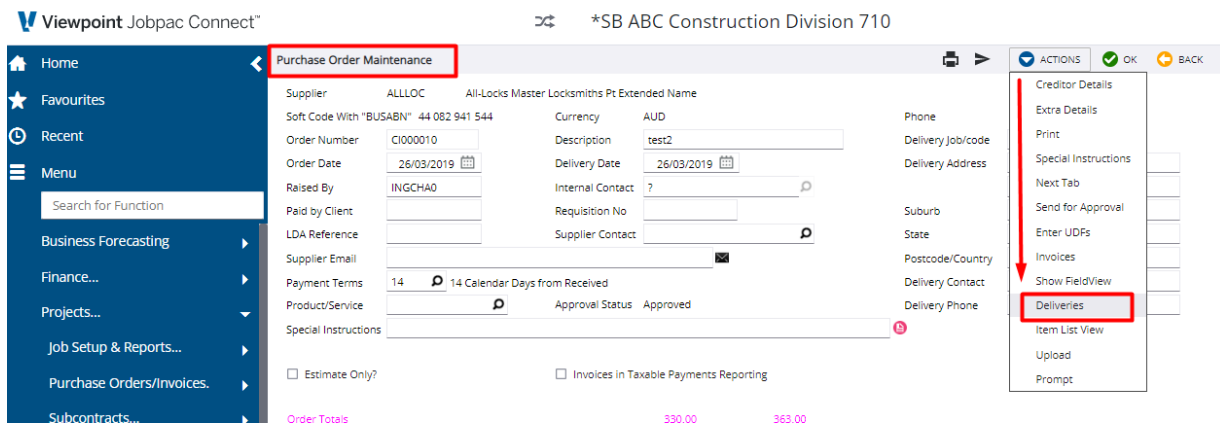 Viewpoint Jobpac Connect™ *SB ABC Construction Division 710
Home Purchase Order Maintenance ACTIONS OK BACK
Favourites
Recent
Menu
Search for Function
Business Forecasting
Finance...
Projects...
Job Setup & Reports...
Purchase Orders/Invoices.
Subcontracts...
Supplier ALLLOC All-Locks Master Locksmiths Pt Extended Name
Soft Code With "BUSABN" 44 082 941 544 Currency AUD Phone
Order Number CI000010 Description test2 Delivery Job/code
Order Date 26/03/2019 Delivery Date 26/03/2019 Delivery Address
Raised By INGCHA0 Internal Contact ?
Paid by Client Requisition No Suburb
LDA Reference Supplier Contact State
Supplier Email Postcode/Country
Payment Terms 14 14 Calendar Days from Received Delivery Contact
Product/Service Approval Status Approved Delivery Phone
Special Instructions
Estimate Only? Invoices in Taxable Payments Reporting
Order Totals 330.00 363.00
Creditor Details
Extra Details
Print
Special Instructions
Next Tab
Send for Approval
Enter UDFs
Invoices
Show FieldView
Deliveries
Item List View
Upload
Prompt